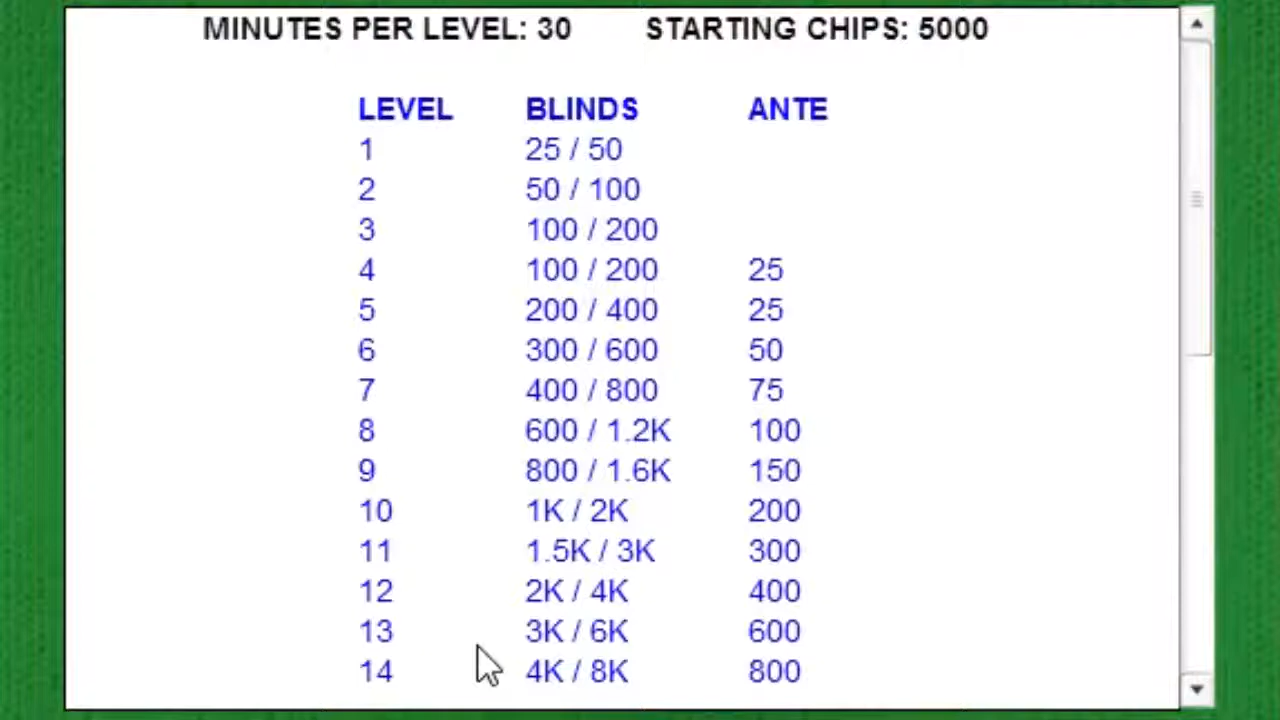 MINUTES PER LEVEL: 30 STARTING CHIPS: 5000
LEVEL BLINDS ANTE
1 25 / 50
2 50 / 100
3 100 / 200
4 100 / 200 25
5 200 / 400 25
6 300 / 600 50
7 400 / 800 75
8 600 / 1.2K 100
9 800 / 1.6K 150
10 1K / 2K 200
11 1.5K / 3K 300
12 2K / 4K 400
13 3K / 6K 600
14 4K / 8K 800